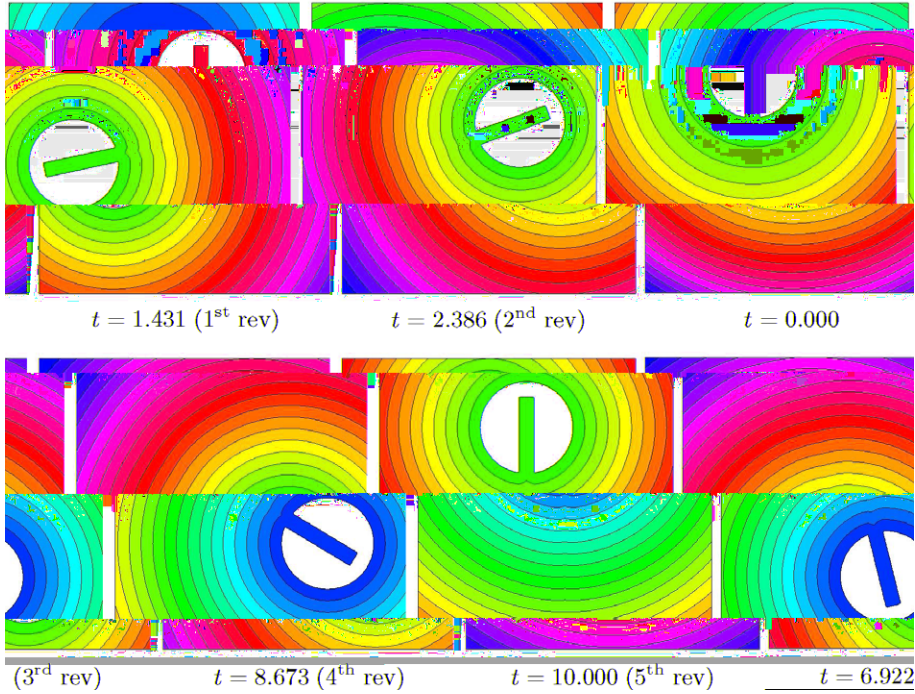 t = 1.431 (1st rev) t = 2.386 (2nd rev) t = 0.000
(3rd rev) t = 8.673 (4th rev) t = 10.000 (5th rev) t = 6.922